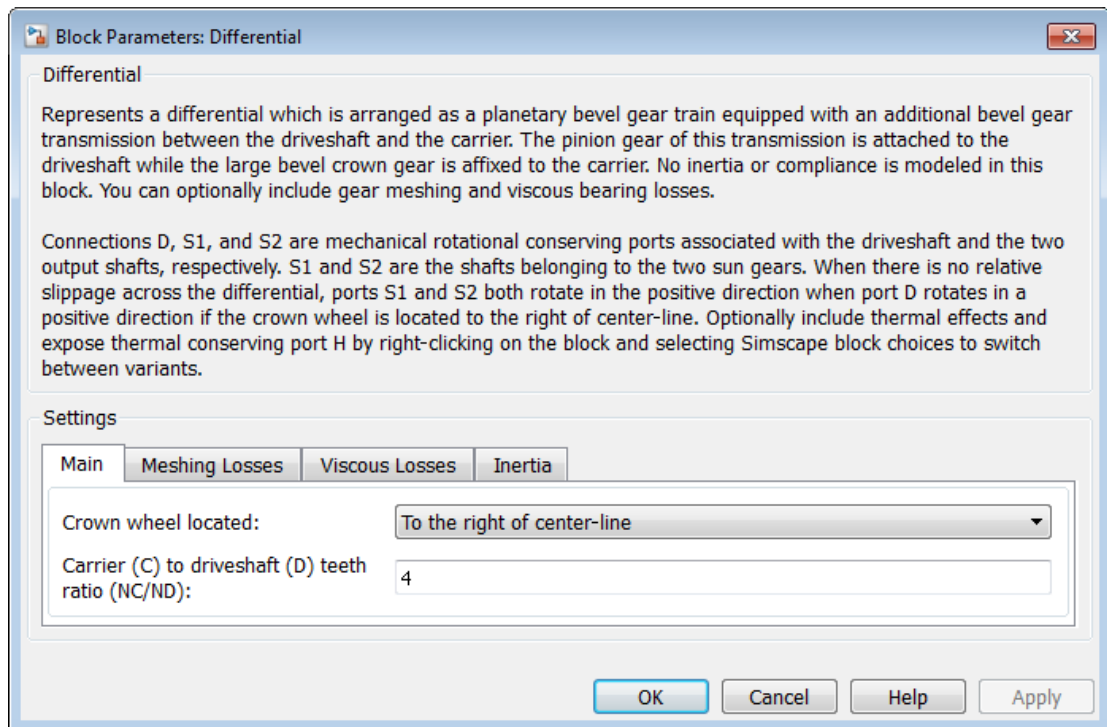 Block Parameters: Differential
Differential
Represents a differential which is arranged as a planetary bevel gear train equipped with an additional bevel gear
transmission between the driveshaft and the carrier. The pinion gear of this transmission is attached to the
driveshaft while the large bevel crown gear is affixed to the carrier. No inertia or compliance is modeled in this
block. You can optionally include gear meshing and viscous bearing losses.
Connections D, S1, and S2 are mechanical rotational conserving ports associated with the driveshaft and the two
output shafts, respectively. S1 and S2 are the shafts belonging to the two sun gears. When there is no relative
slippage across the differential, ports S1 and S2 both rotate in the positive direction when port D rotates in a
positive direction if the crown wheel is located to the right of center-line. Optionally include thermal effects and
expose thermal conserving port H by right-clicking on the block and selecting Simscape block choices to switch
between variants.
Settings
Main Meshing Losses Viscous Losses Inertia
Crown wheel located: To the right of center-line
Carrier (C) to driveshaft (D) teeth
ratio (NC/ND): 4
OK Cancel Help Apply